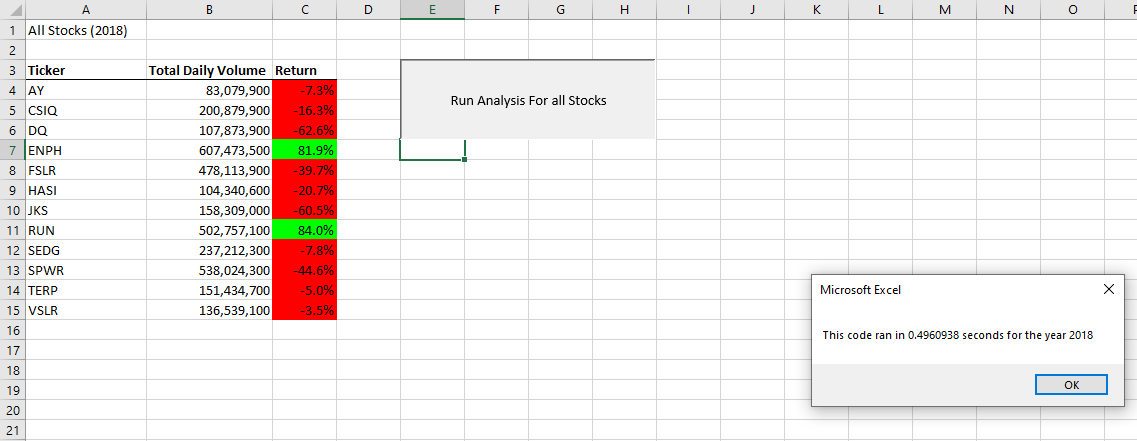 A B C D E F G H I J K L M N O
1 All Stocks (2018)
2
3 Ticker Total Daily Volume Return
4 AY 83,079,900 -7.3%
Run Analysis For all Stocks
5 CSIQ 200,879,900 -16.3%
6 DQ 107,873,900 -62.6%
7 ENPH 607,473,500 81.9%
8 FSLR 478,113,900 -39.7%
9 HASI 104,340,600 -20.7%
10 JKS 158,309,000 -60.5%
11 RUN 502,757,100 84.0%
12 SEDG 237,212,300 -7.8%
13 SPWR 538,024,300 -44.6%
14 TERP 151,434,700 -5.0%
15 VSLR 136,539,100 -3.5%
16
17
18
19
20
21
Microsoft Excel
This code ran in 0.4960938 seconds for the year 2018
OK